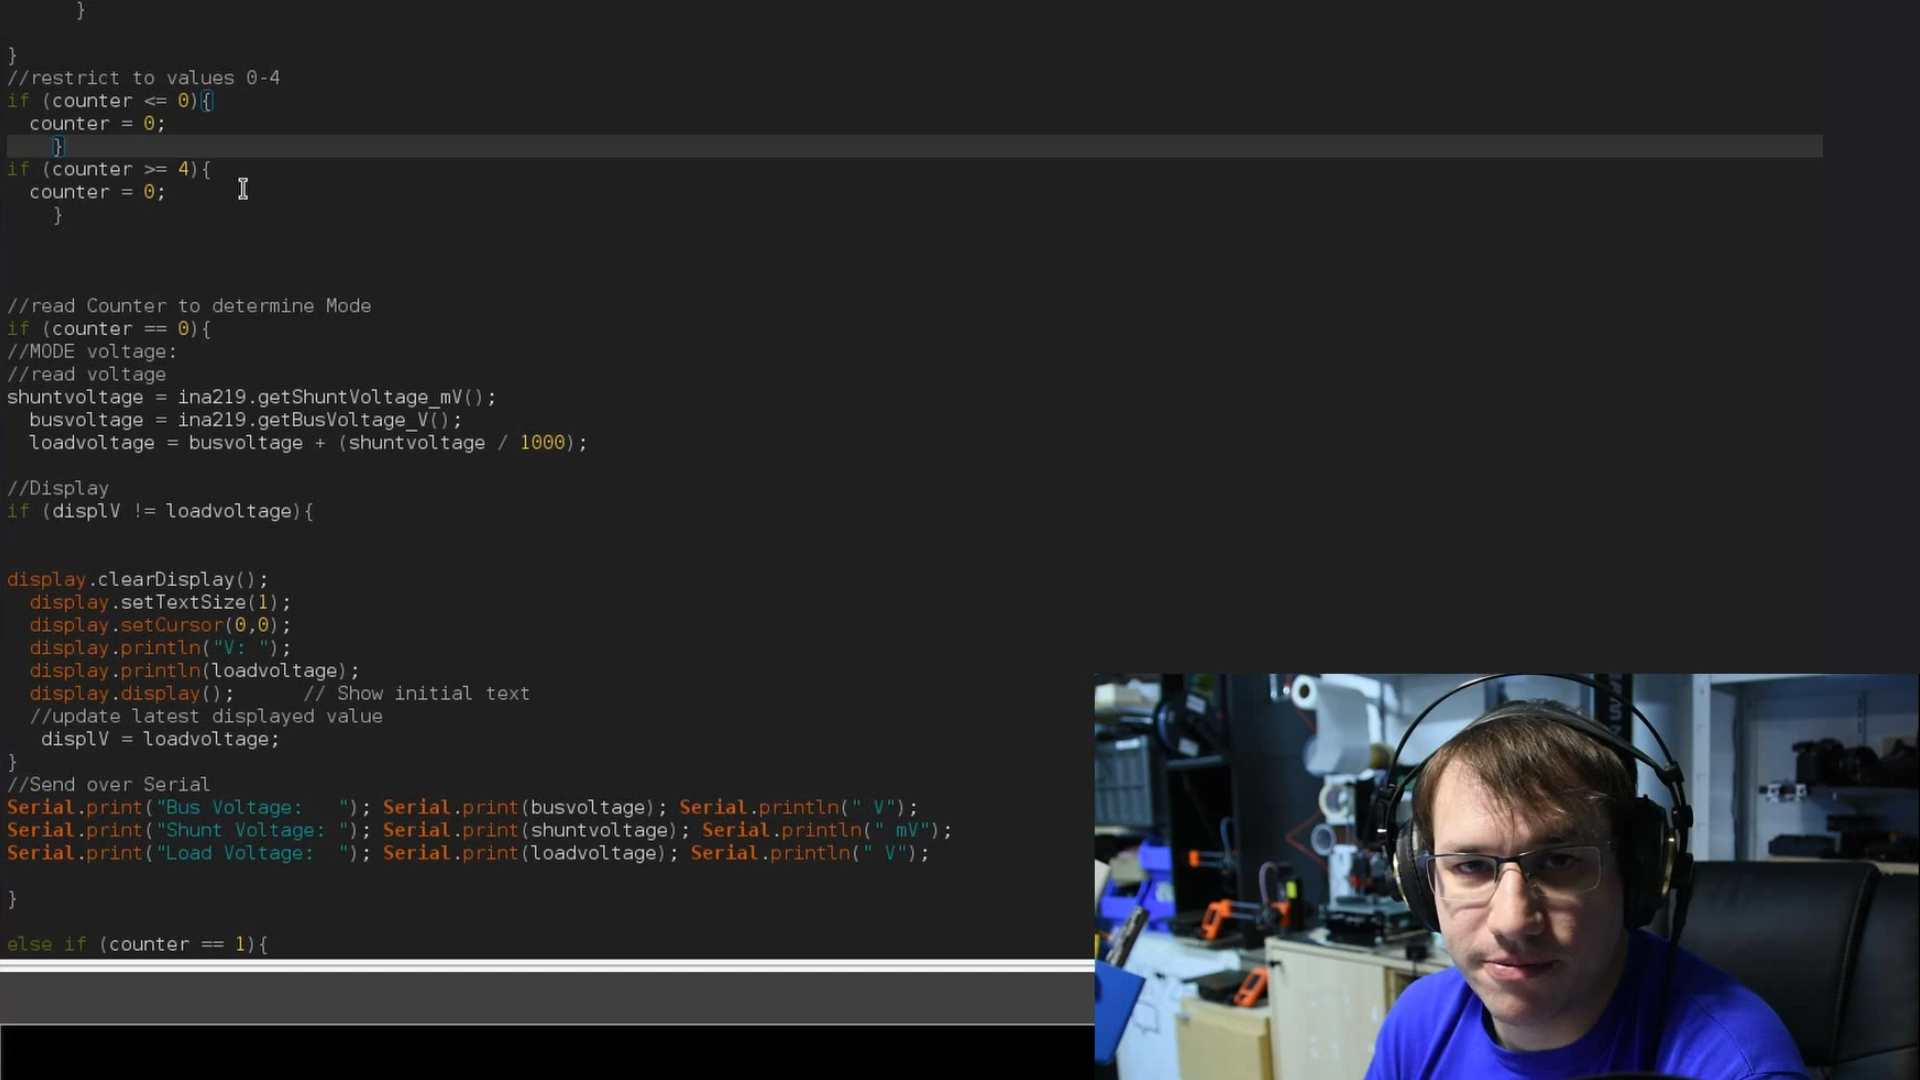 }
}
//restrict to values 0-4
if (counter <= 0){
counter = 0;
}
if (counter >= 4){
counter = 0;
}
//read Counter to determine Mode
if (counter == 0){
//MODE voltage:
//read voltage
shuntvoltage = ina219.getShuntVoltage_mV();
busvoltage = ina219.getBusVoltage_V();
loadvoltage = busvoltage + (shuntvoltage / 1000);
//Display
if (displV != loadvoltage){
display.clearDisplay();
display.setTextSize(1);
display.setCursor(0,0);
display.println("V: ");
display.println(loadvoltage);
display.display();      // Show initial text
//update latest displayed value
displV = loadvoltage;
}
//Send over Serial
Serial.print("Bus Voltage:   "); Serial.print(busvoltage); Serial.println(" V");
Serial.print("Shunt Voltage: "); Serial.print(shuntvoltage); Serial.println(" mV");
Serial.print("Load Voltage:  "); Serial.print(loadvoltage); Serial.println(" V");
}
else if (counter == 1){